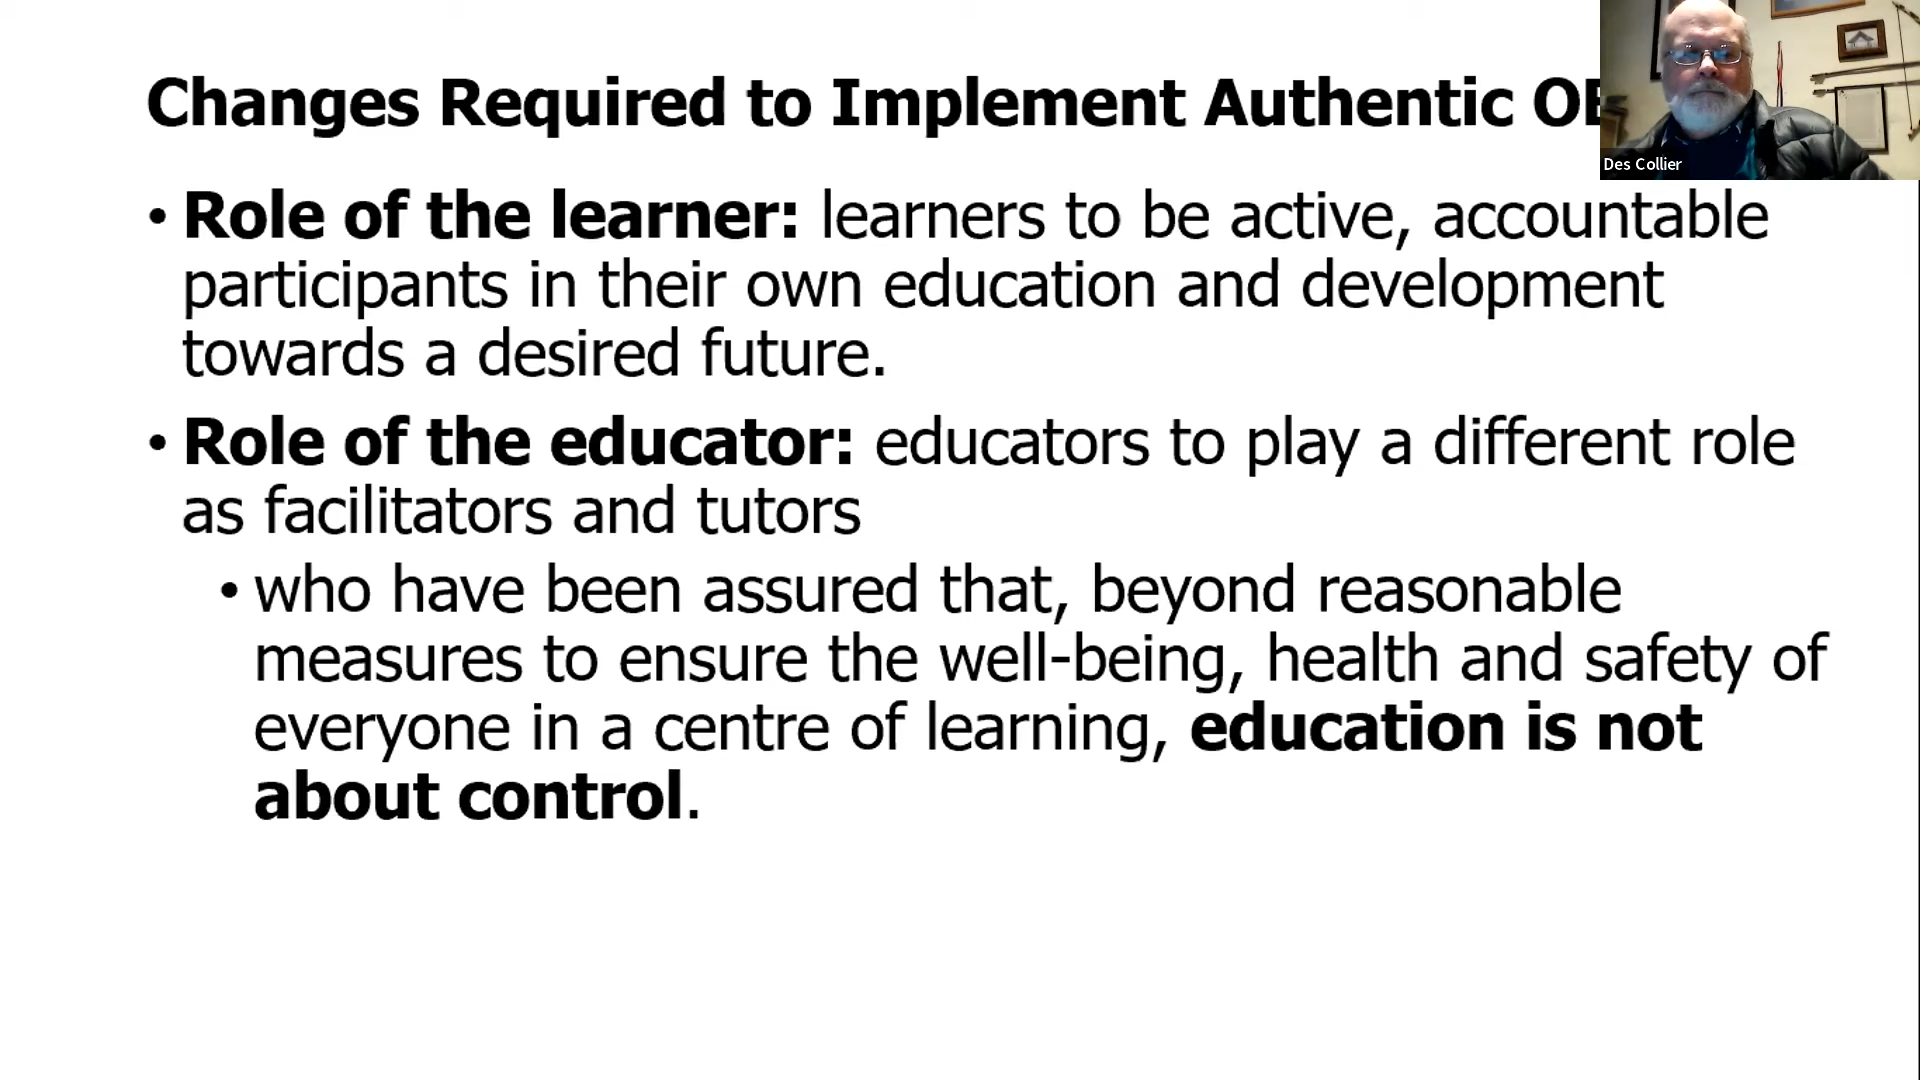 Changes Required to Implement Authentic
Des Collier
• Role of the learner: learners to be active, accountable
participants in their own education and development
towards a desired future.
• Role of the educator: educators to play a different role
as facilitators and tutors
• who have been assured that, beyond reasonable
measures to ensure the well-being, health and safety of
everyone in a centre of learning, education is not
about control.